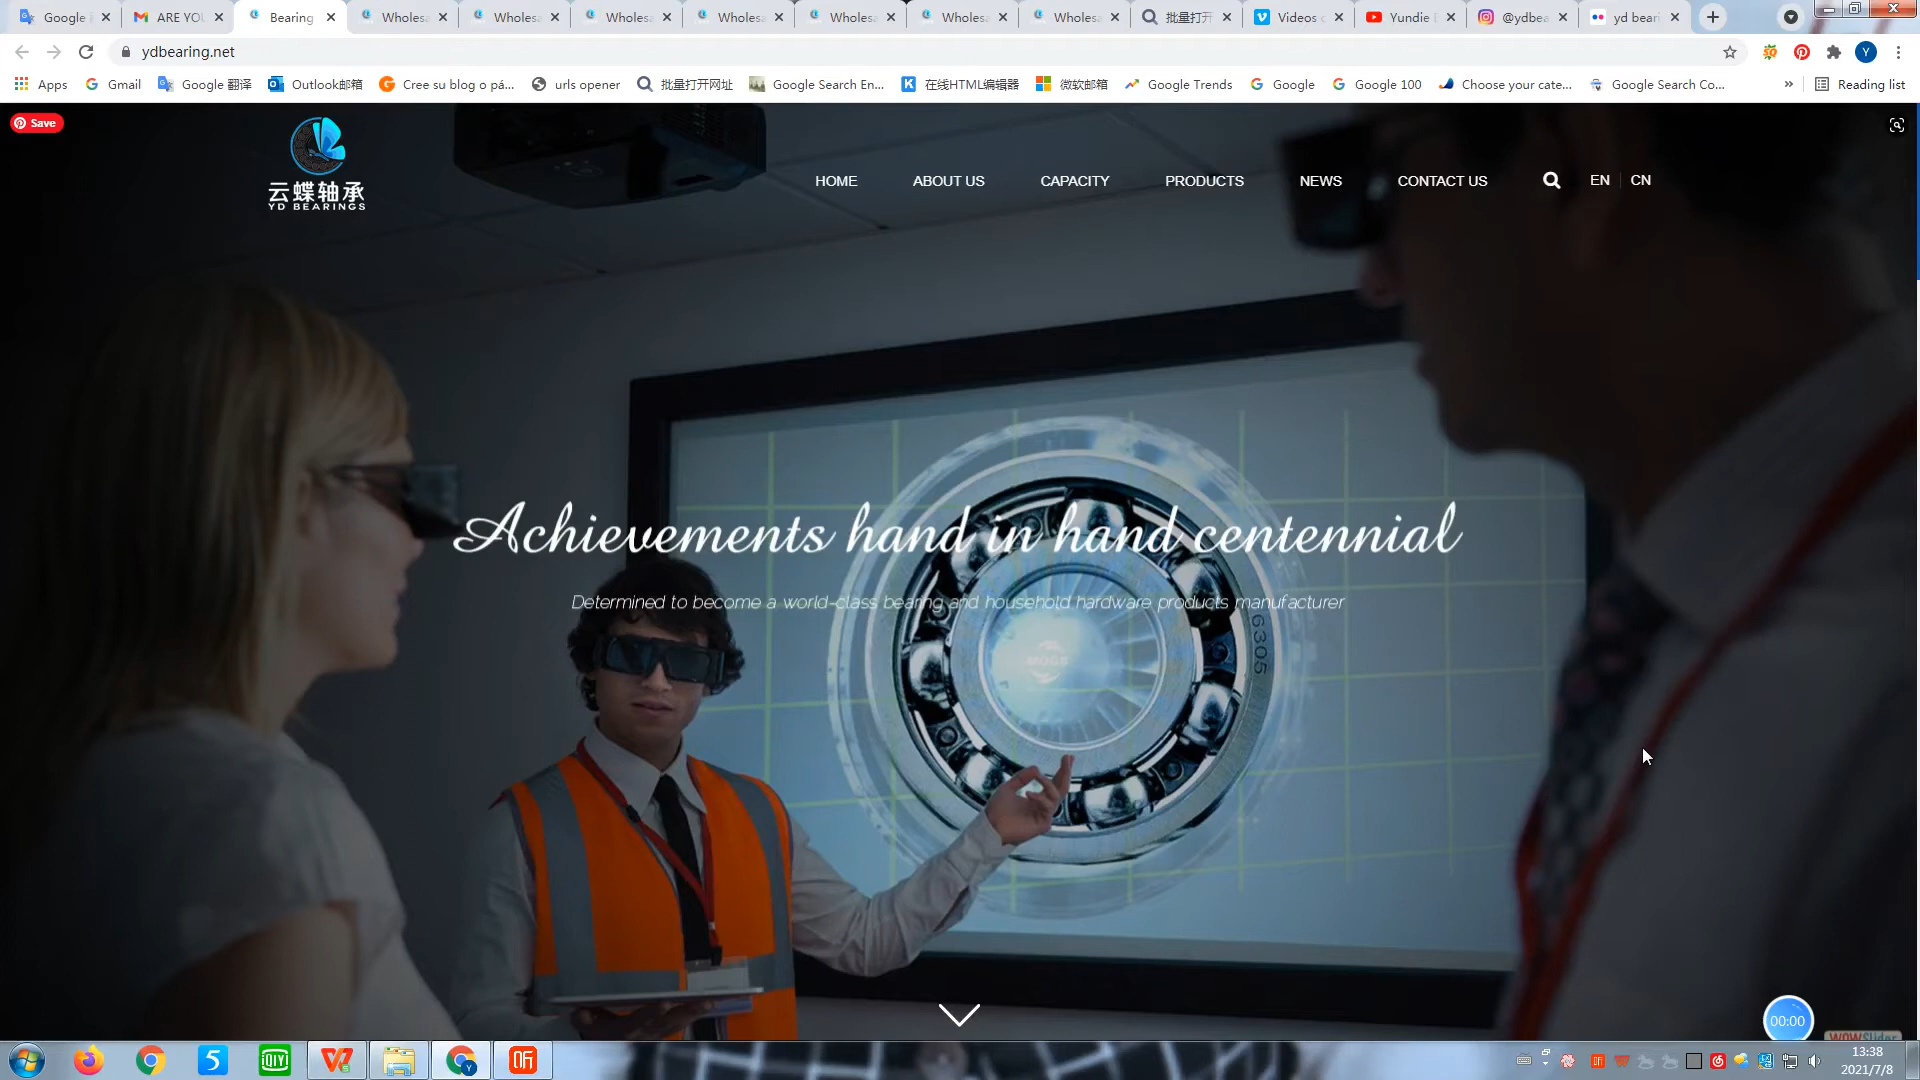 Google
ARE YOU
Bearing
Wholes
Wholes
Wholes
Wholes
Wholes
Wholes
Wholes
批量打开
Videos
Yundie
@ydbea
yd beari
ydbearing.net
Y
Apps
Gmail
Google 翻译
Outlook邮箱
Cree su blog o pá...
urls opener
批量打开网址
Google Search En...
在线HTML编辑器
微软邮箱
Google Trends
Google
Google 100
Choose your cate...
Google Search Co...
»
Reading list
Save
云蝶轴承
YD BEARINGS
HOME
ABOUT US
CAPACITY
PRODUCTS
NEWS
CONTACT US
EN
CN
Achievements hand in hand centennial
Determined to become a world-class bearing and household hardware products manufacturer
6305
00:00
13:38
2021/7/8